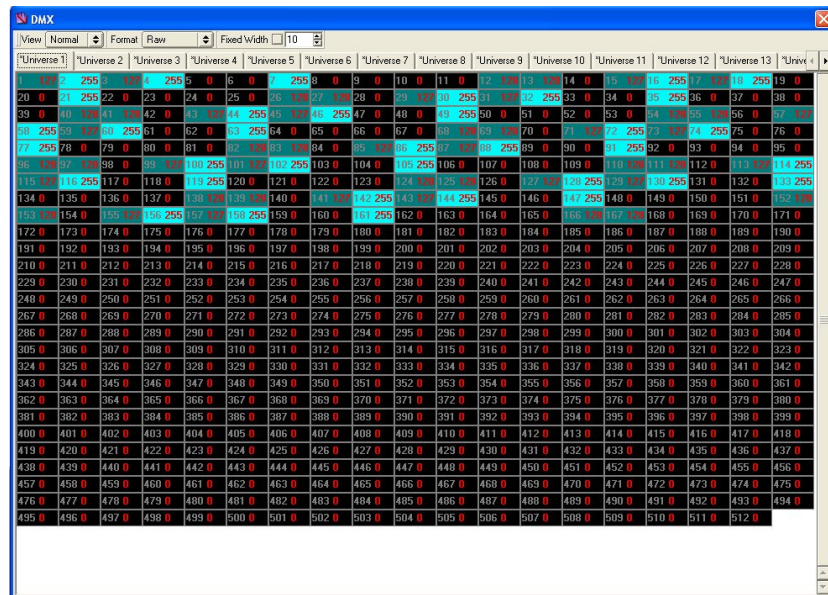 DMX
View Normal Format Raw Fixed Width 10
*Universe 1 *Universe 2 *Universe 3 *Universe 4 *Universe 5 *Universe 6 *Universe 7 *Universe 8 *Universe 9 *Universe 10 *Universe 11 *Universe 12 *Universe 13
1 127 2 255 3 127 4 255 5 0 6 0 7 255 8 0 9 0 10 0 11 0 12 128 13 128 14 0 15 127 16 255 17 127 18 255 19 0
20 0 21 255 22 0 23 0 24 0 25 0 26 128 27 128 28 0 29 127 30 255 31 127 32 255 33 0 34 0 35 255 36 0 37 0 38 0
39 0 40 128 41 128 42 0 43 127 44 255 45 127 46 255 47 0 48 0 49 255 50 0 51 0 52 0 53 0 54 128 55 128 56 0 57 127
58 255 59 127 60 255 61 0 62 0 63 255 64 0 65 0 66 0 67 0 68 128 69 128 70 0 71 127 72 255 73 127 74 255 75 0 76 0
77 255 78 0 79 0 80 0 81 0 82 128 83 128 84 0 85 127 86 255 87 127 88 255 89 0 90 0 91 255 92 0 93 0 94 0 95 0
96 128 97 128 98 0 99 127 100 255 101 127 102 255 103 0 104 0 105 255 106 0 107 0 108 0 109 0 110 128 111 128 112 0 113 127 114 255
115 127 116 255 117 0 118 0 119 255 120 0 121 0 122 0 123 0 124 128 125 128 126 0 127 127 128 255 129 127 130 255 131 0 132 0 133 255
134 0 135 0 136 0 137 0 138 128 139 128 140 0 141 127 142 255 143 127 144 255 145 0 146 0 147 255 148 0 149 0 150 0 151 0 152 128
153 128 154 0 155 127 156 255 157 127 158 255 159 0 160 0 161 255 162 0 163 0 164 0 165 0 166 128 167 128 168 0 169 0 170 0 171 0
172 0 173 0 174 0 175 0 176 0 177 0 178 0 179 0 180 0 181 0 182 0 183 0 184 0 185 0 186 0 187 0 188 0 189 0 190 0
191 0 192 0 193 0 194 0 195 0 196 0 197 0 198 0 199 0 200 0 201 0 202 0 203 0 204 0 205 0 206 0 207 0 208 0 209 0
210 0 211 0 212 0 213 0 214 0 215 0 216 0 217 0 218 0 219 0 220 0 221 0 222 0 223 0 224 0 225 0 226 0 227 0 228 0
229 0 230 0 231 0 232 0 233 0 234 0 235 0 236 0 237 0 238 0 239 0 240 0 241 0 242 0 243 0 244 0 245 0 246 0 247 0
248 0 249 0 250 0 251 0 252 0 253 0 254 0 255 0 256 0 257 0 258 0 259 0 260 0 261 0 262 0 263 0 264 0 265 0 266 0
267 0 268 0 269 0 270 0 271 0 272 0 273 0 274 0 275 0 276 0 277 0 278 0 279 0 280 0 281 0 282 0 283 0 284 0 285 0
286 0 287 0 288 0 289 0 290 0 291 0 292 0 293 0 294 0 295 0 296 0 297 0 298 0 299 0 300 0 301 0 302 0 303 0 304 0
305 0 306 0 307 0 308 0 309 0 310 0 311 0 312 0 313 0 314 0 315 0 316 0 317 0 318 0 319 0 320 0 321 0 322 0 323 0
324 0 325 0 326 0 327 0 328 0 329 0 330 0 331 0 332 0 333 0 334 0 335 0 336 0 337 0 338 0 339 0 340 0 341 0 342 0
343 0 344 0 345 0 346 0 347 0 348 0 349 0 350 0 351 0 352 0 353 0 354 0 355 0 356 0 357 0 358 0 359 0 360 0 361 0
362 0 363 0 364 0 365 0 366 0 367 0 368 0 369 0 370 0 371 0 372 0 373 0 374 0 375 0 376 0 377 0 378 0 379 0 380 0
381 0 382 0 383 0 384 0 385 0 386 0 387 0 388 0 389 0 390 0 391 0 392 0 393 0 394 0 395 0 396 0 397 0 398 0 399 0
400 0 401 0 402 0 403 0 404 0 405 0 406 0 407 0 408 0 409 0 410 0 411 0 412 0 413 0 414 0 415 0 416 0 417 0 418 0
419 0 420 0 421 0 422 0 423 0 424 0 425 0 426 0 427 0 428 0 429 0 430 0 431 0 432 0 433 0 434 0 435 0 436 0 437 0
438 0 439 0 440 0 441 0 442 0 443 0 444 0 445 0 446 0 447 0 448 0 449 0 450 0 451 0 452 0 453 0 454 0 455 0 456 0
457 0 458 0 459 0 460 0 461 0 462 0 463 0 464 0 465 0 466 0 467 0 468 0 469 0 470 0 471 0 472 0 473 0 474 0 475 0
476 0 477 0 478 0 479 0 480 0 481 0 482 0 483 0 484 0 485 0 486 0 487 0 488 0 489 0 490 0 491 0 492 0 493 0 494 0
495 0 496 0 497 0 498 0 499 0 500 0 501 0 502 0 503 0 504 0 505 0 506 0 507 0 508 0 509 0 510 0 511 0 512 0